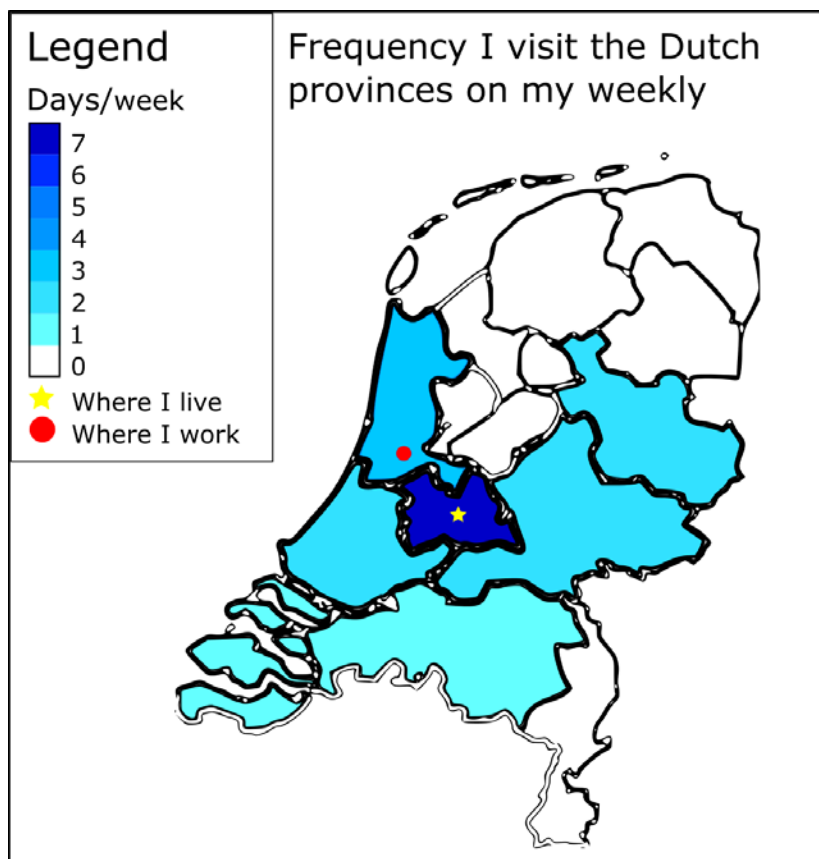 Legend
Days/week
7
6
5
4
3
2
1
0
Where I live
Where I work
Frequency I visit the Dutch
provinces on my weekly